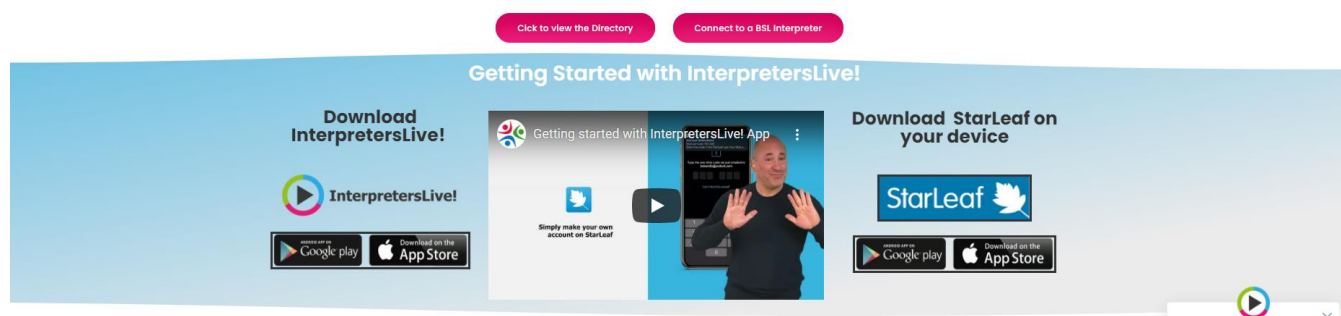 Cick to view the Directory
Connect to a BSL Interpreter
Getting Started with InterpretersLive!
Download
InterpretersLive!
InterpretersLive!
ANDROID APP ON
Google play
Download on the
App Store
Getting started with InterpretersLive! App
Simply make your own
account on StarLeaf
Download StarLeaf on
your device
StarLeaf
ANDROID APP ON
Google play
Download on the
App Store